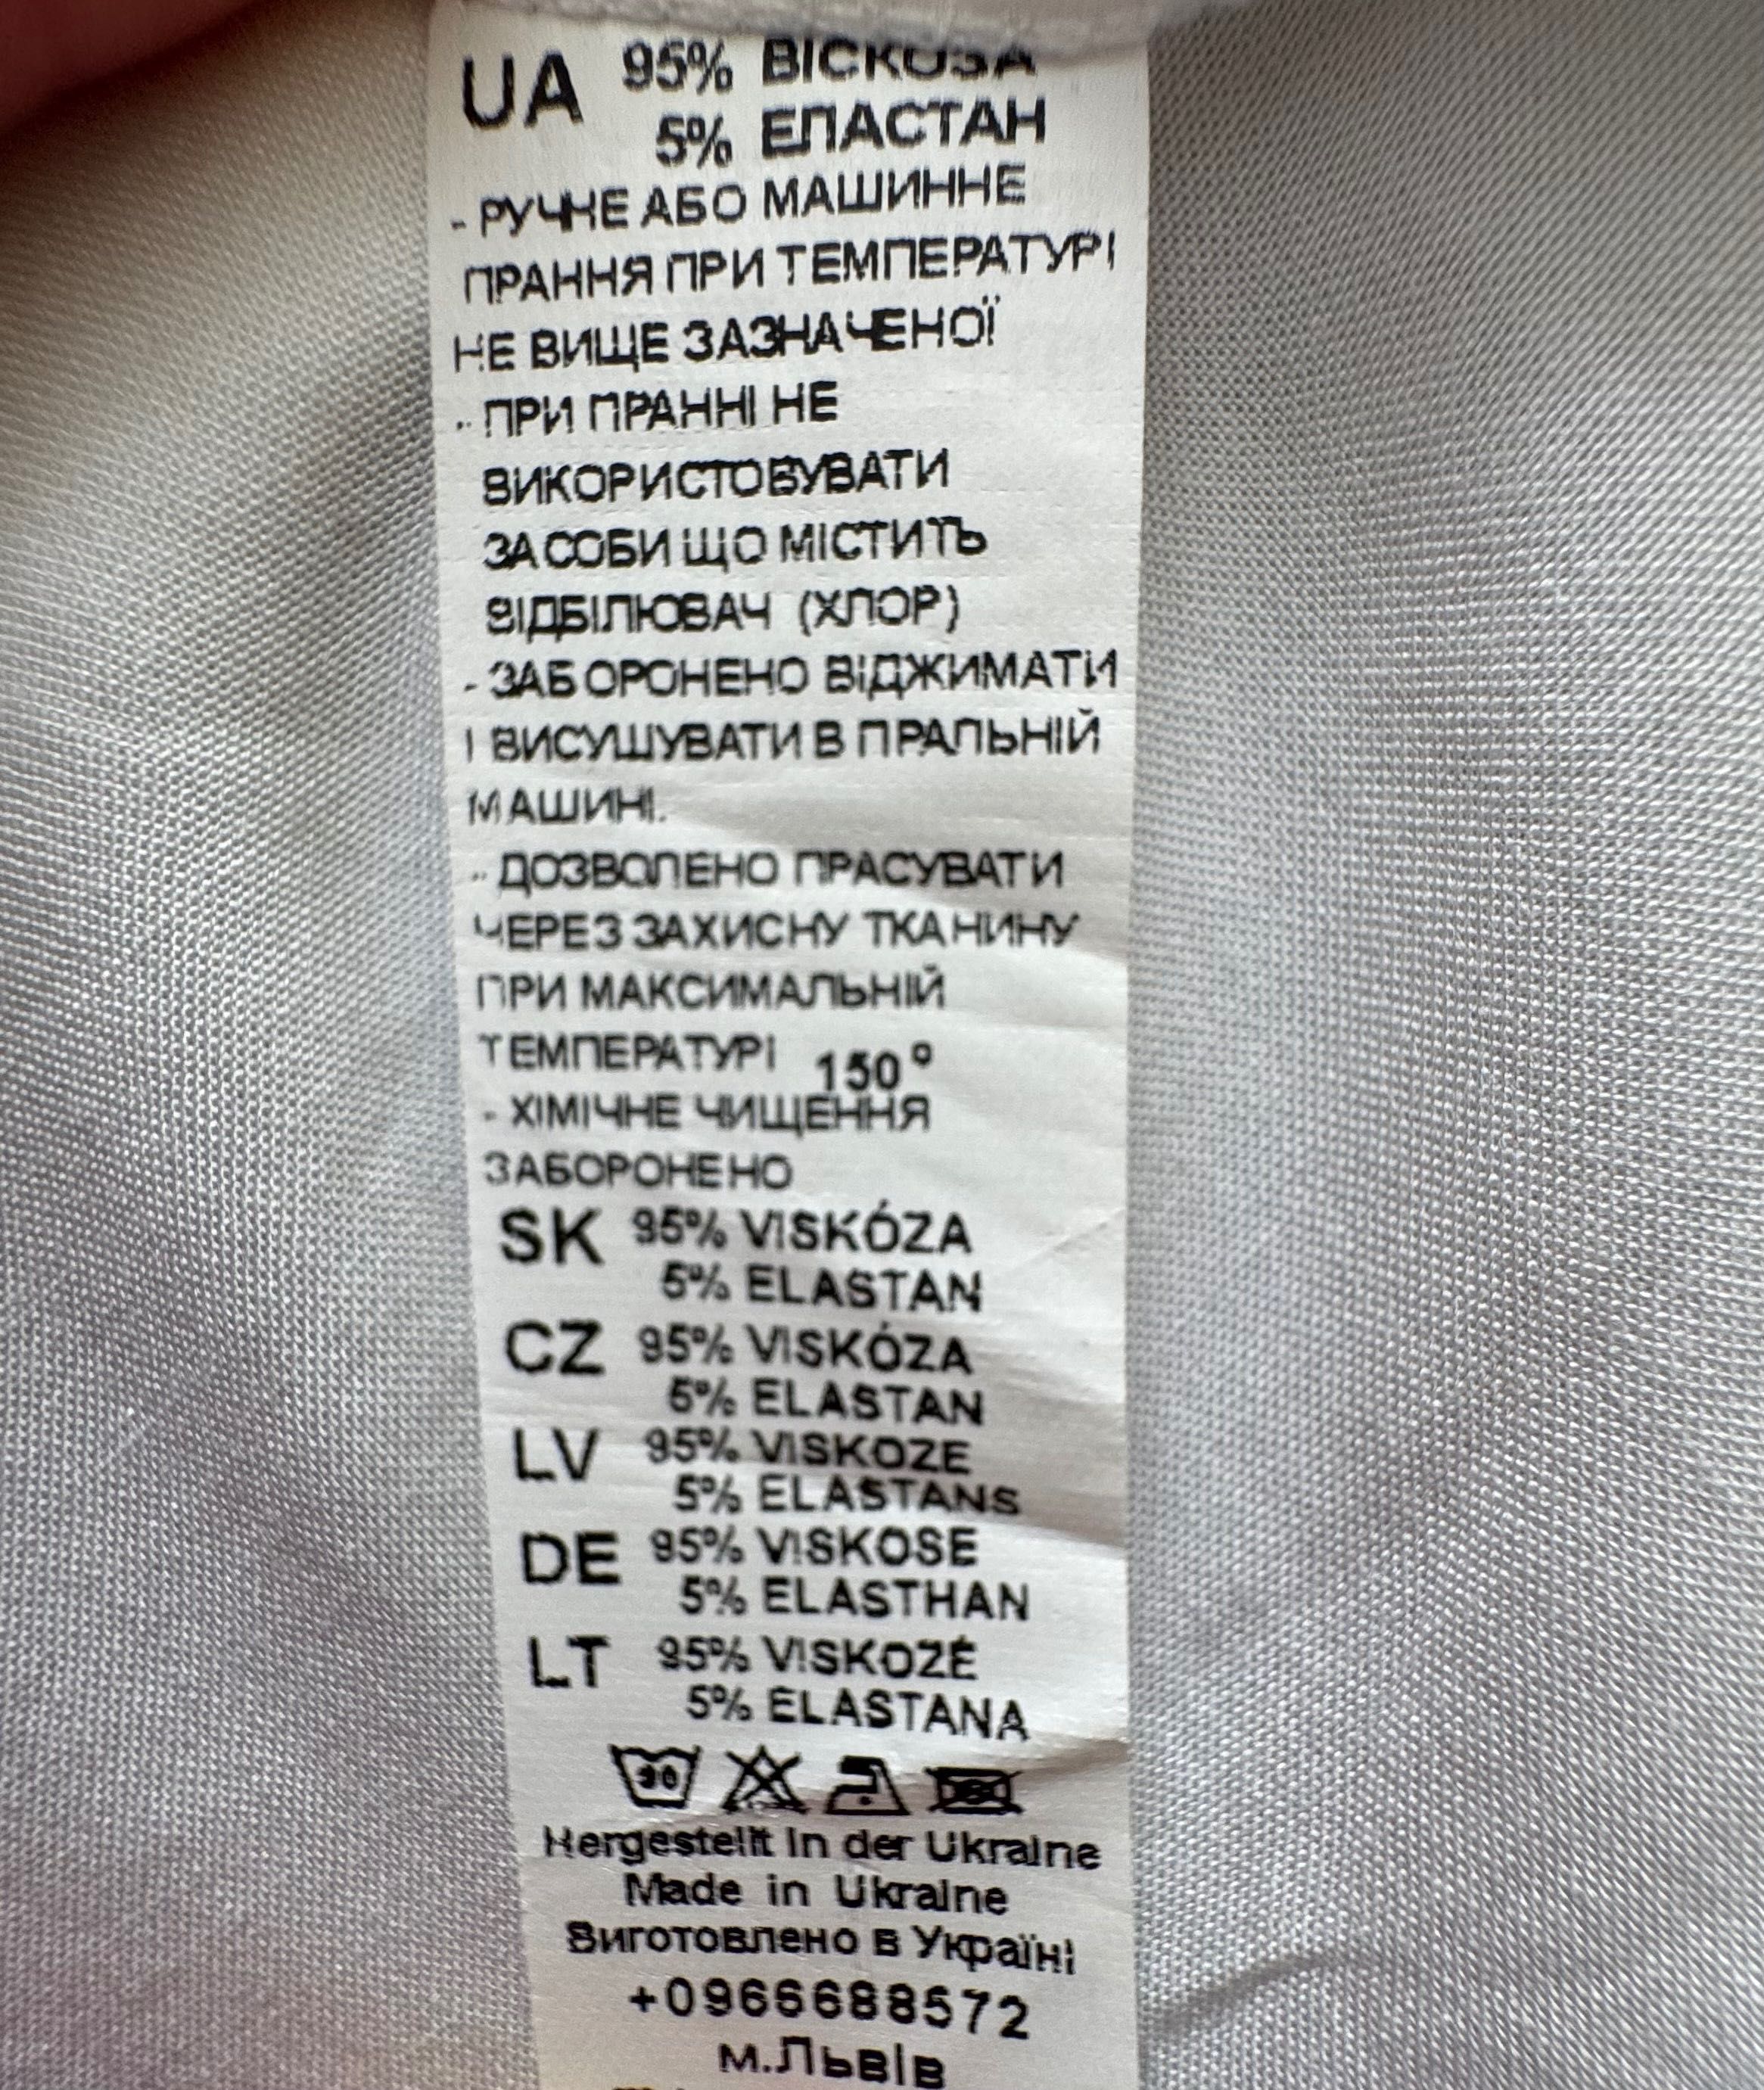 UA 95% ВІСКОЗА
5% ЕЛАСТАН
- РУЧНЕ АБО МАШИННЕ
ПРАННЯ ПРИ ТЕМПЕРАТУРІ
НЕ ВИЩЕ ЗАЗНАЧЕНОЇ
- ПРИ ПРАННІ НЕ
ВИКОРИСТОВУВАТИ
ЗАСОБИ ЩО МІСТИТЬ
ВІДБІЛЮВАЧ (ХЛОР)
- ЗАБОРОНЕНО ВІДЖИМАТИ
І ВИСУШУВАТИ В ПРАЛЬНІЙ
МАШИНІ.
- ДОЗВОЛЕНО ПРАСУВАТИ
ЧЕРЕЗ ЗАХИСНУ ТКАНИНУ
ПРИ МАКСИМАЛЬНІЙ
ТЕМПЕРАТУРІ 150°
- ХІМІЧНЕ ЧИЩЕННЯ
ЗАБОРОНЕНО
SK 95% VISKÓZA
5% ELASTAN
CZ 95% VISKÓZA
5% ELASTAN
LV 95% VISKOZE
5% ELASTANS
DE 95% VISKOSE
5% ELASTHAN
LT 95% VISKOZĖ
5% ELASTANA
30
Hergestellt in der Ukraine
Made in Ukraine
Виготовлено в Україні
+0966688572
м.Львів